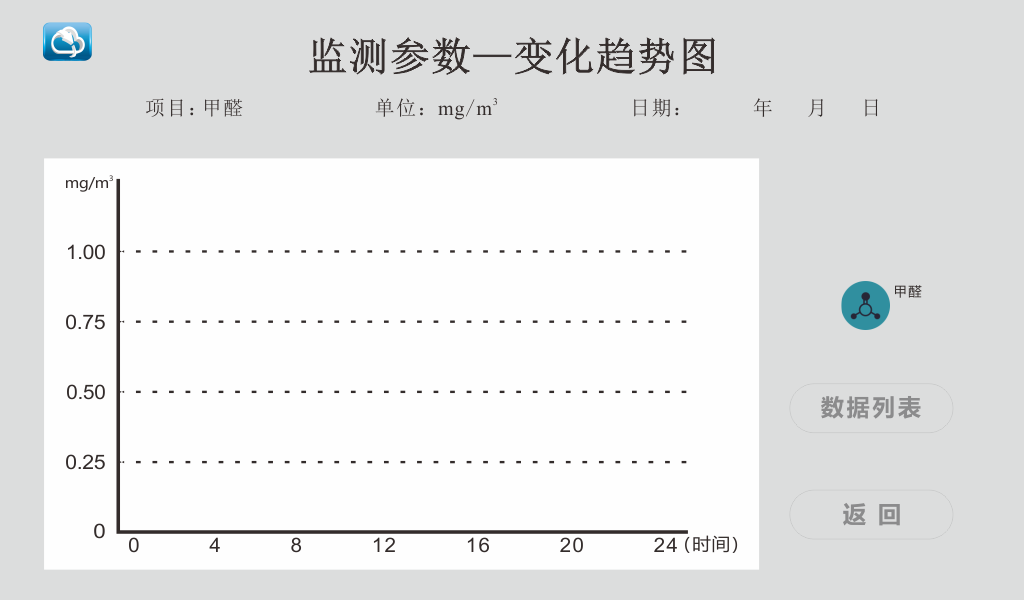 监测参数—变化趋势图
项目: 甲醛 单位: mg/m³ 日期: 年 月 日
mg/m³
1.00
0.75
0.50
0.25
0
0 4 8 12 16 20 24 (时间)
甲醛
数据列表
返 回